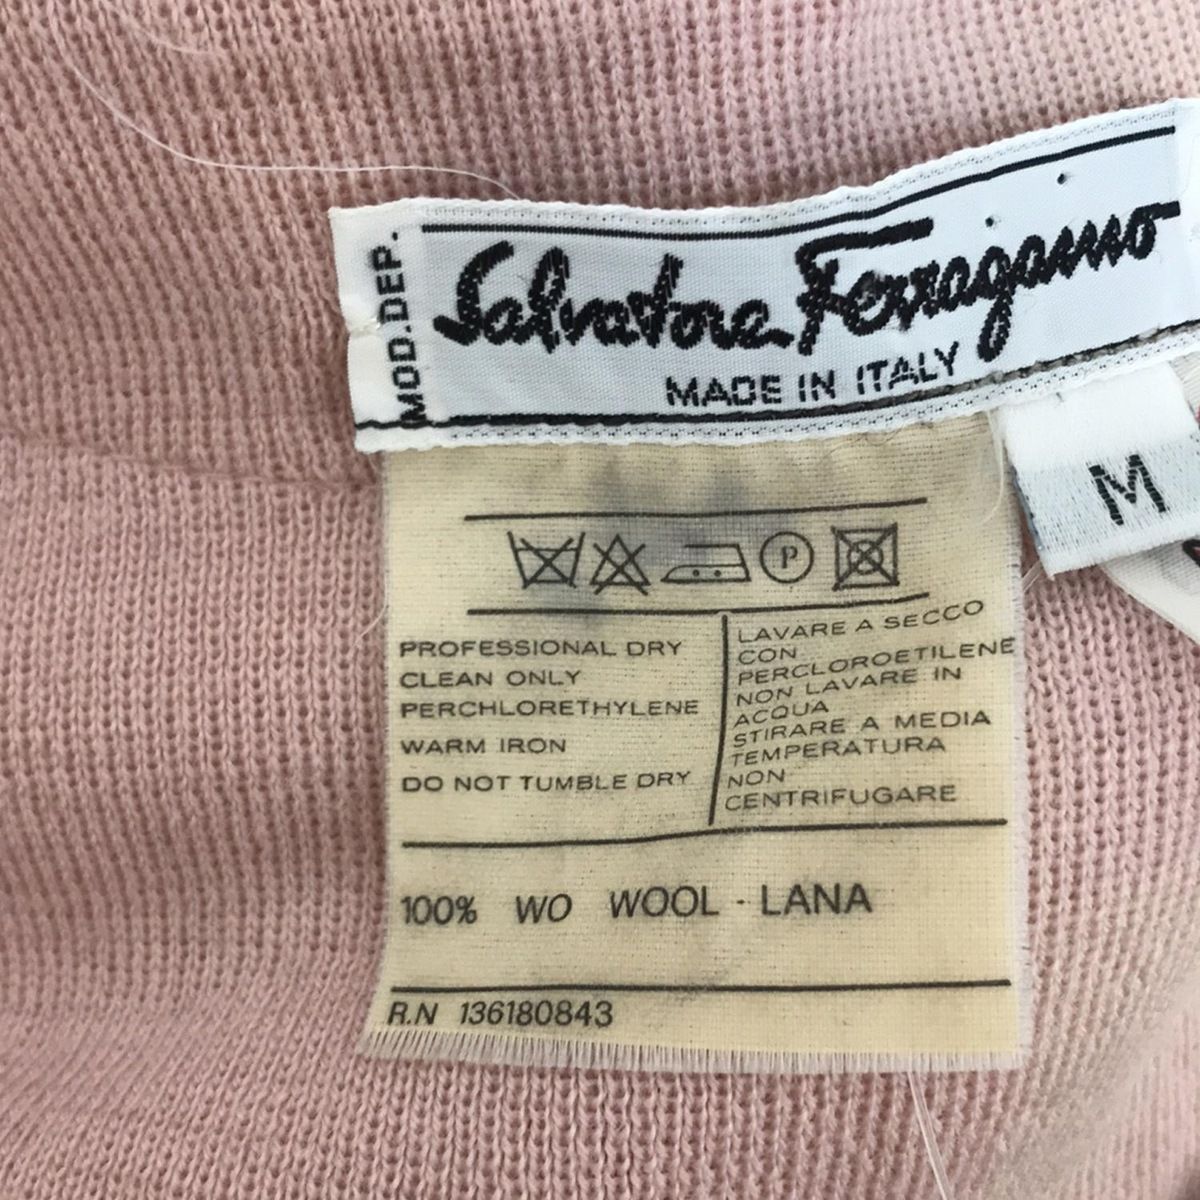 MOD.DEP.
Salvatore Ferragamo
MADE IN ITALY
M
P
PROFESSIONAL DRY
CLEAN ONLY
PERCHLORETHYLENE
WARM IRON
DO NOT TUMBLE DRY
LAVARE A SECCO
CON
PERCLOROETILENE
NON LAVARE IN
ACQUA
STIRARE A MEDIA
TEMPERATURA
NON
CENTRIFUGARE
100% WO WOOL - LANA
R.N 136180843